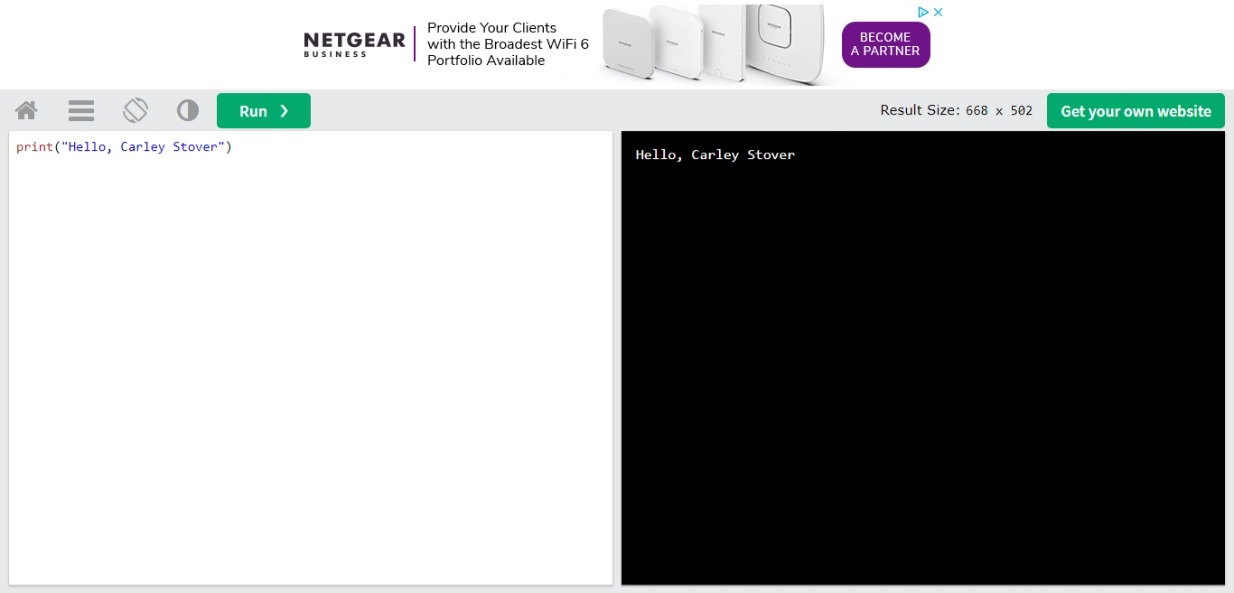 NETGEAR
BUSINESS
Provide Your Clients
with the Broadest WiFi 6
Portfolio Available
BECOME
A PARTNER
Run ❯
Result Size: 668 x 502
Get your own website
print("Hello, Carley Stover")
Hello, Carley Stover